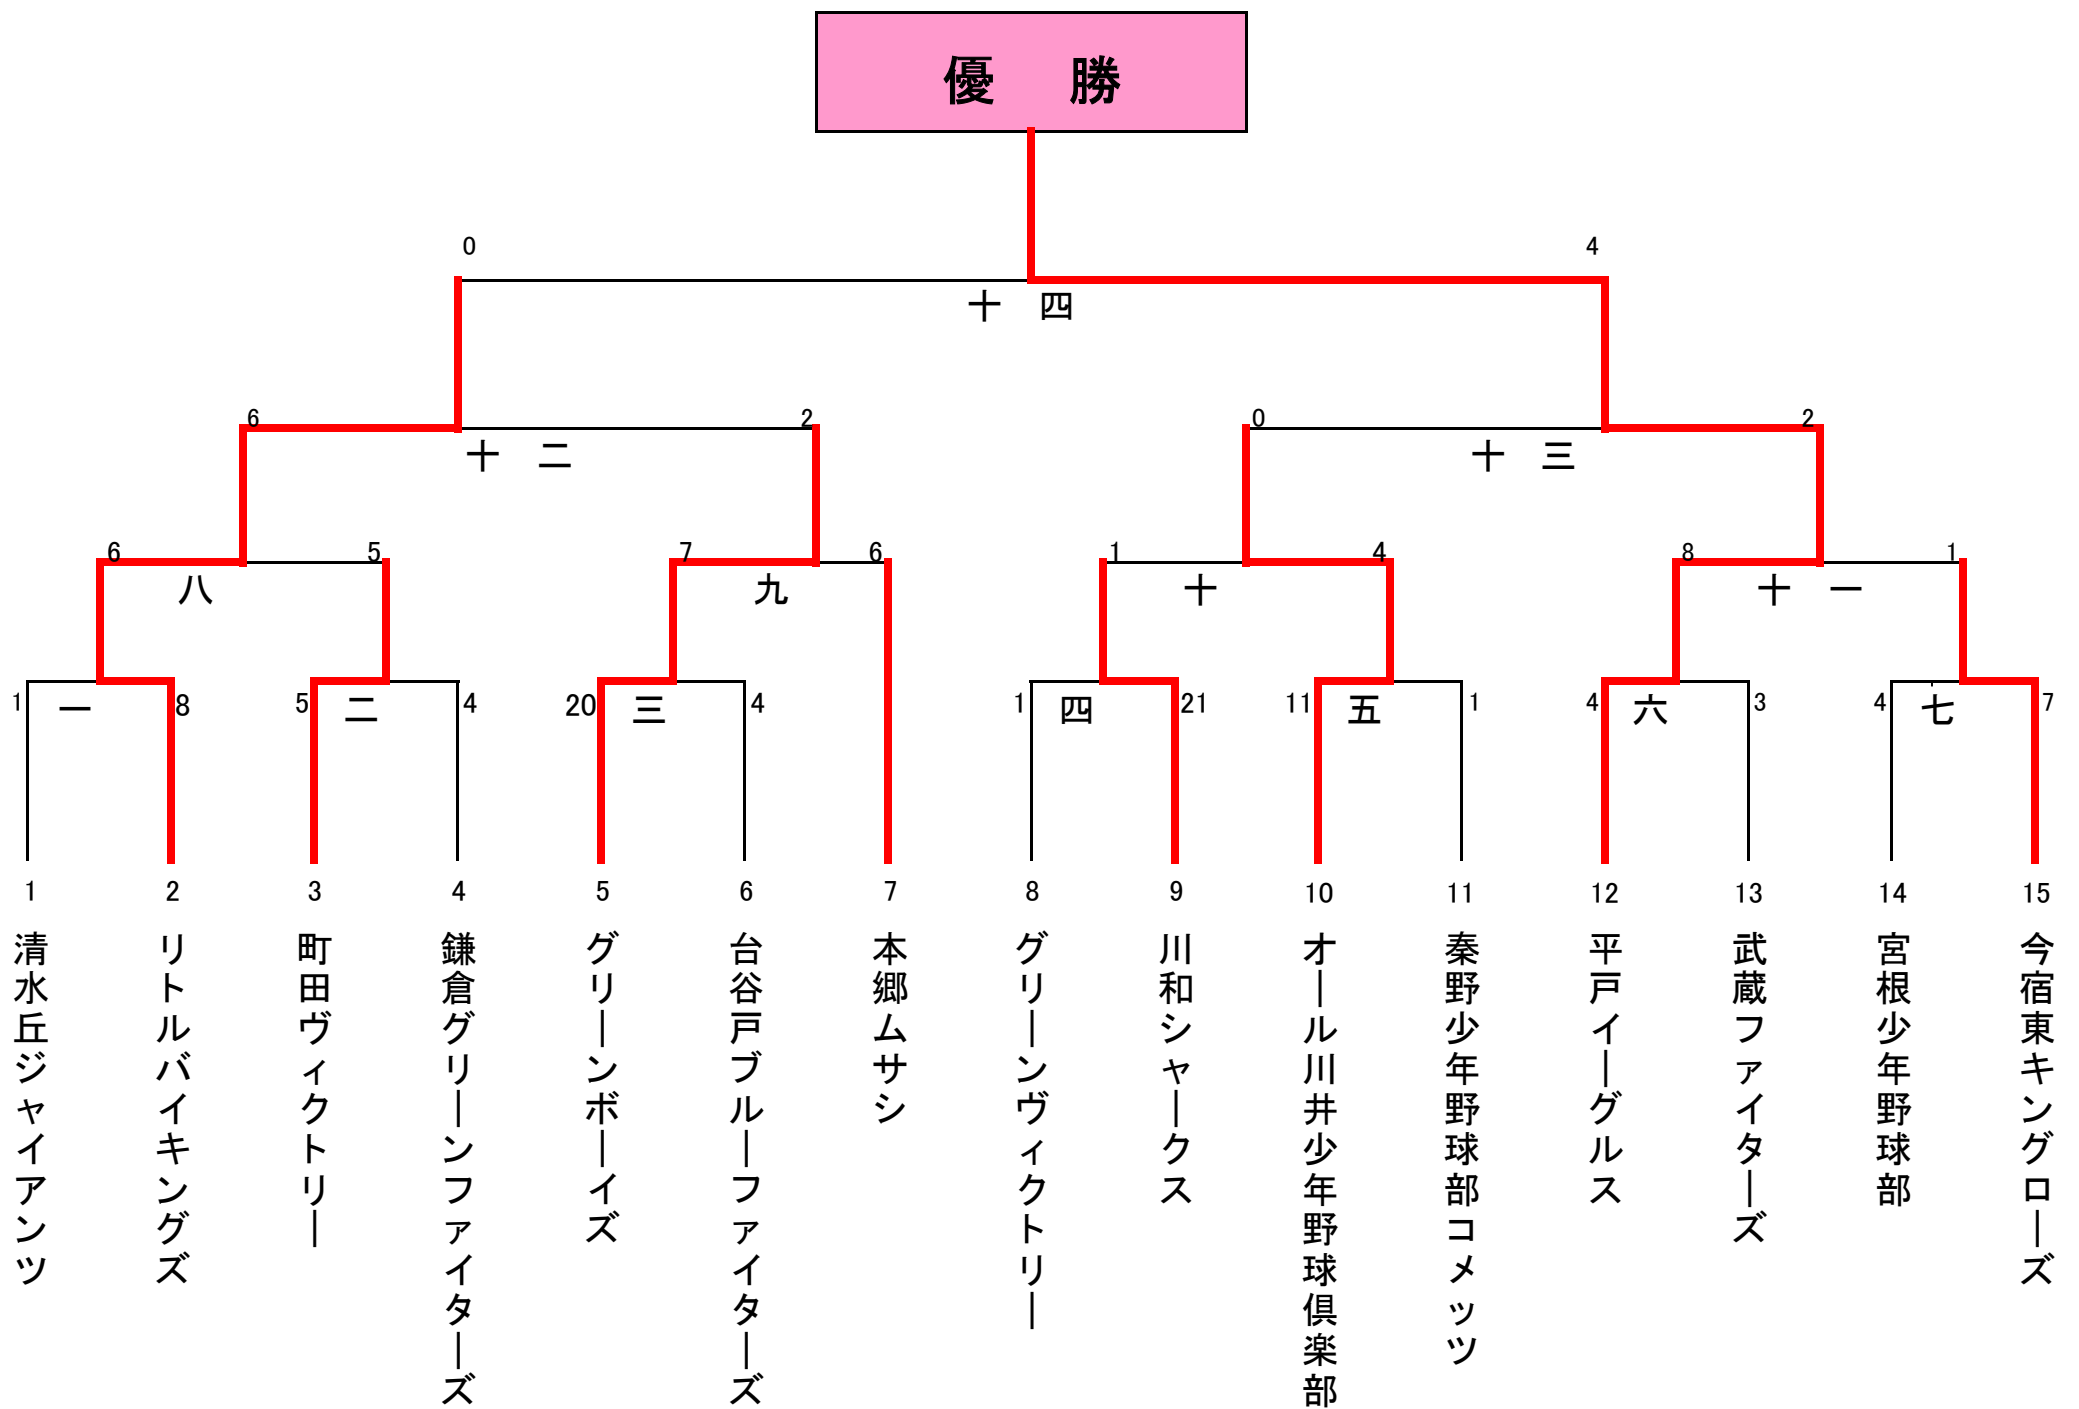 優　勝
0
4
十　四
6
2
0
2
十　二
十　三
6
5
7
6
1
4
8
1
八
九
十
十　一
1
一
8
5
二
4
20
三
4
1
四
21
11
五
1
4
六
3
4
七
7
1
2
3
4
5
6
7
8
9
10
11
12
13
14
15
清水丘ジャイアンツ
リトルバイキングズ
町田ヴィクトリー
鎌倉グリーンファイターズ
グリーンボーイズ
台谷戸ブルーファイターズ
本郷ムサシ
グリーンヴィクトリー
川和シャークス
オール川井少年野球倶楽部
秦野少年野球部コメッツ
平戸イーグルス
武蔵ファイターズ
宮根少年野球部
今宿東キングローズ